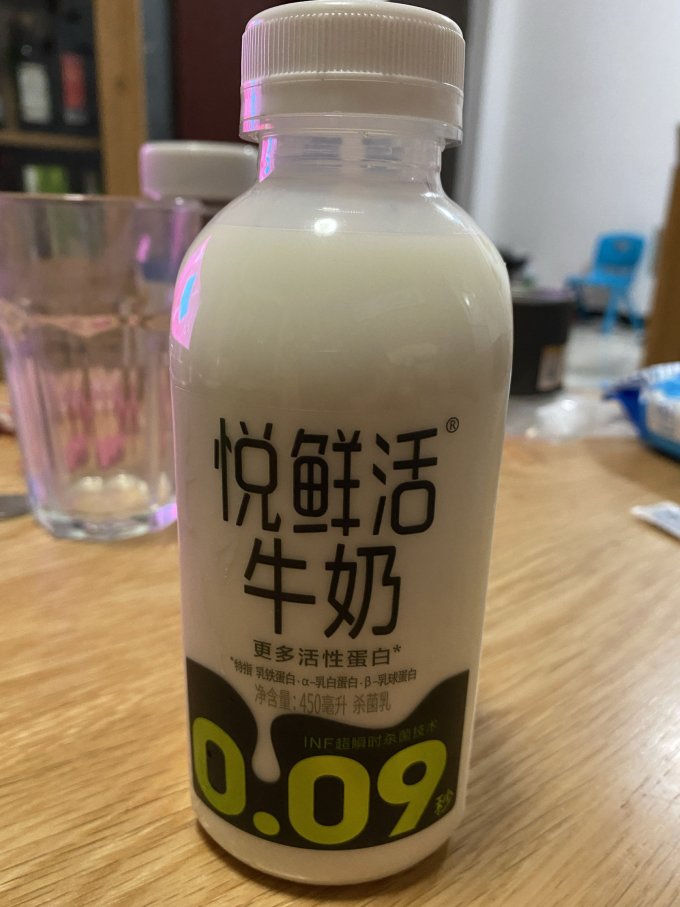 悦鲜活®
牛奶
更多活性蛋白*
*特指 乳铁蛋白·α-乳白蛋白·β-乳球蛋白
净含量:450毫升 杀菌乳
INF超瞬时杀菌技术
0.09秒